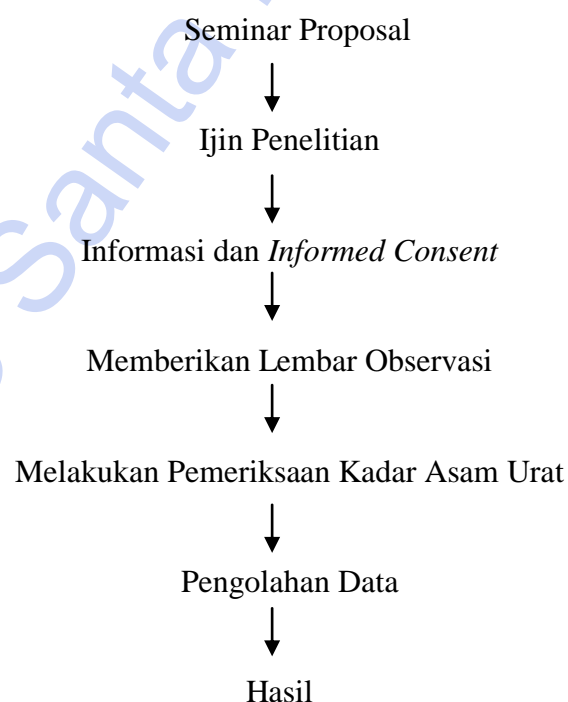 Seminar Proposal
Ijin Penelitian
Informasi dan Informed Consent
Memberikan Lembar Observasi
Melakukan Pemeriksaan Kadar Asam Urat
Pengolahan Data
Hasil
Santa